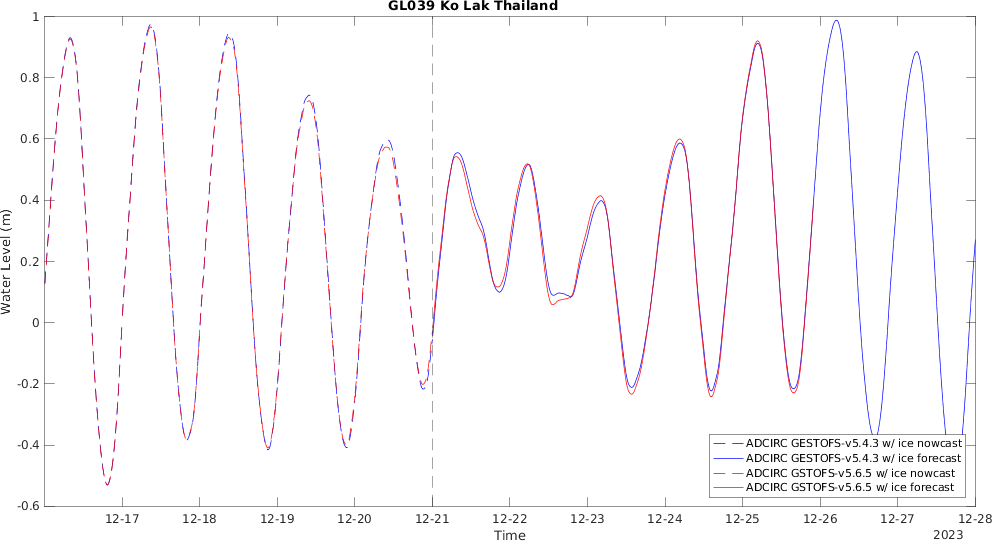 GL039 Ko Lak Thailand
1
0.8
0.6
0.4
0.2
0
-0.2
-0.4
-0.6
Water Level (m)
ADCIRC GESTOFS-v5.4.3 w/ ice nowcast
ADCIRC GESTOFS-v5.4.3 w/ ice forecast
ADCIRC GSTOFS-v5.6.5 w/ ice nowcast
ADCIRC GSTOFS-v5.6.5 w/ ice forecast
12-17 12-18 12-19 12-20 12-21 12-22 12-23 12-24 12-25 12-26 12-27 12-28
Time
2023